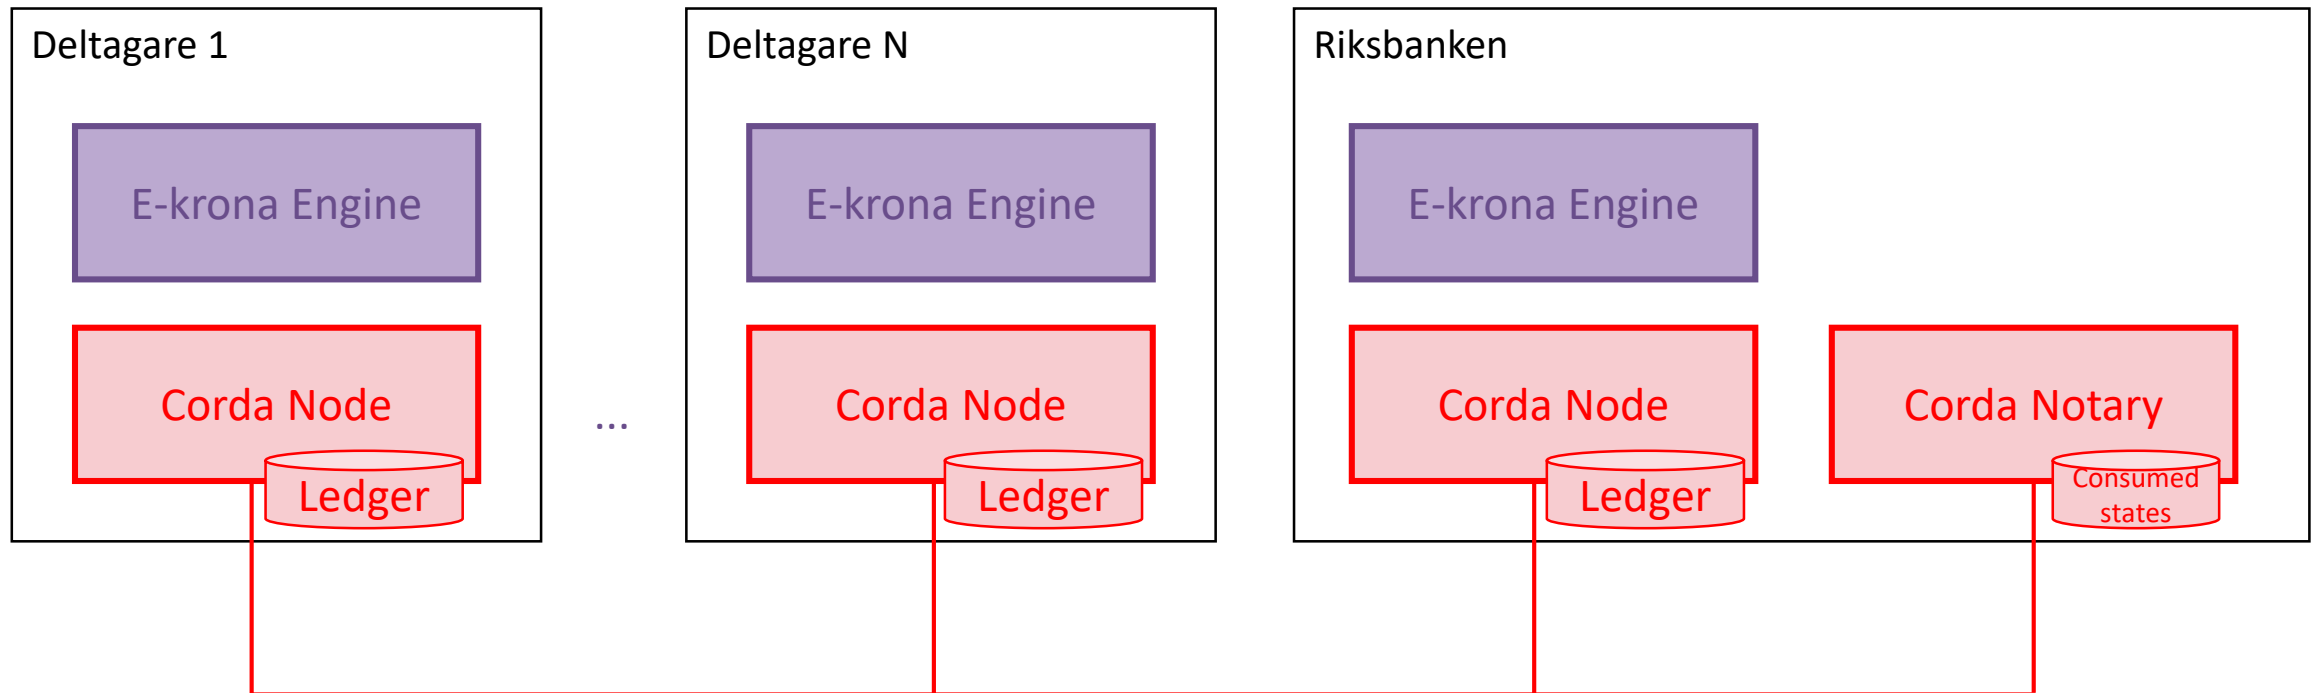 Deltagare 1
Deltagare N
Riksbanken
E-krona Engine
E-krona Engine
E-krona Engine
Corda Node
...
Corda Node
Corda Node
Corda Notary
Ledger
Ledger
Ledger
Consumed
states